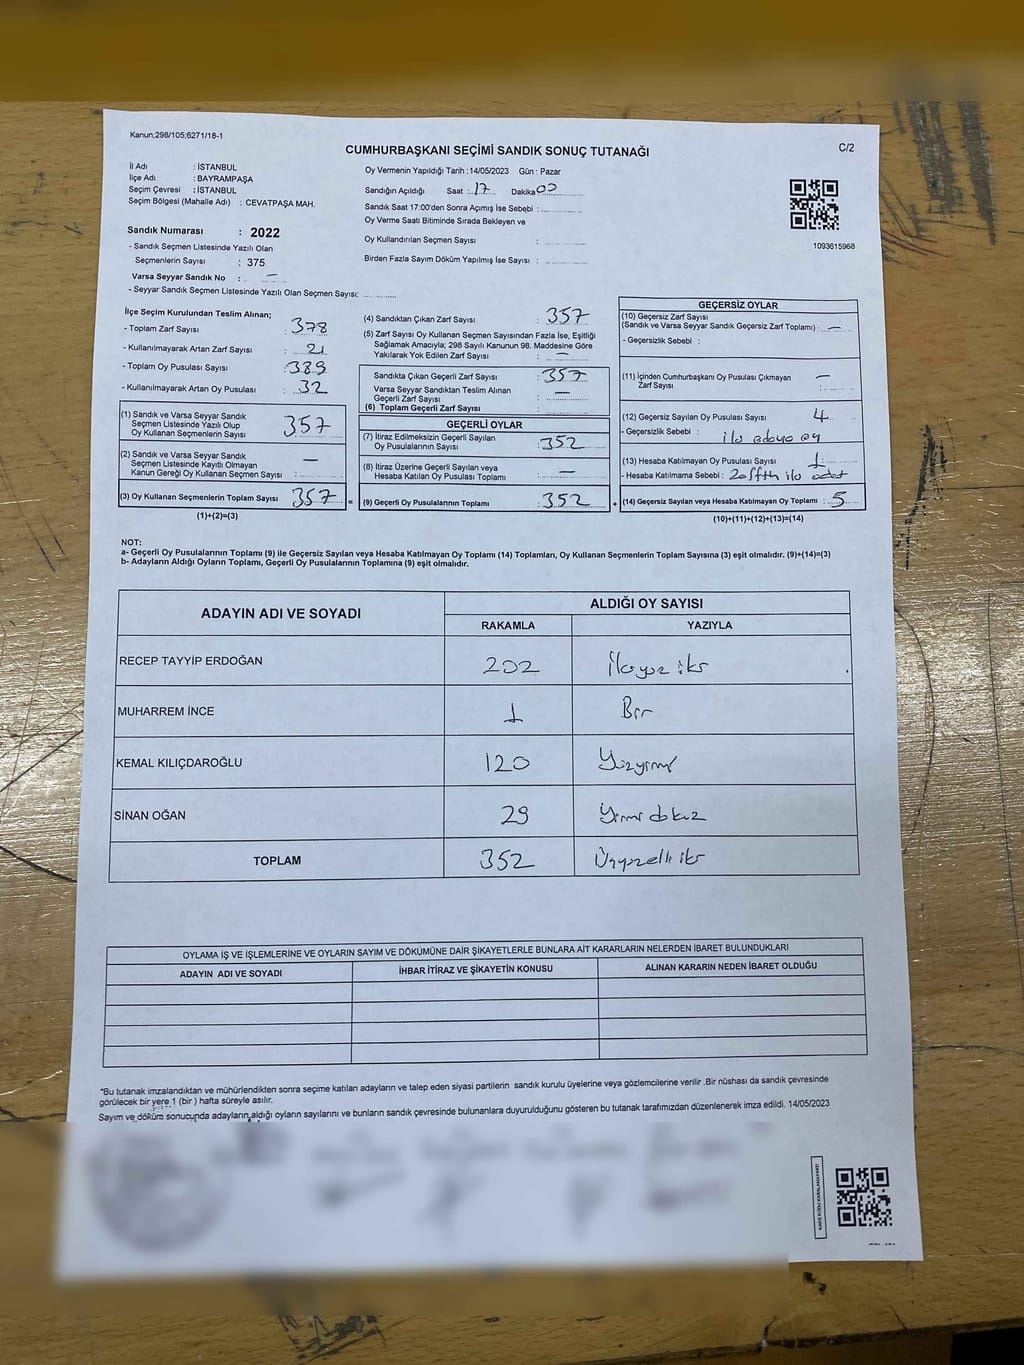 Kanun;298/105;6271/18-1
C/2
CUMHURBAŞKANI SEÇİMİ SANDIK SONUÇ TUTANAĞI
İl Adı : İSTANBUL
İlçe Adı : BAYRAMPAŞA
Seçim Çevresi : İSTANBUL
Seçim Bölgesi (Mahalle Adı) : CEVATPAŞA MAH.
Sandık Numarası : 2022
- Sandık Seçmen Listesinde Yazılı Olan
Seçmenlerin Sayısı : 375
Varsa Seyyar Sandık No : -
- Seyyar Sandık Seçmen Listesinde Yazılı Olan Seçmen Sayısı:
Oy Vermenin Yapıldığı Tarih :14/05/2023 Gün : Pazar
Sandığın Açıldığı Saat : 17 Dakika 00
Sandık Saat 17:00'den Sonra Açımış İse Sebebi :
Oy Verme Saati Bitiminde Sırada Bekleyen ve
Oy Kullandırılan Seçmen Sayısı :
Birden Fazla Sayım Döküm Yapılmış İse Sayısı :
1093615968
İlçe Seçim Kurulundan Teslim Alınan;
- Toplam Zarf Sayısı : 378
- Kullanılmayarak Artan Zarf Sayısı : 21
- Toplam Oy Pusulası Sayısı : 389
- Kullanılmayarak Artan Oy Pusulası : 32
(1) Sandık ve Varsa Seyyar Sandık
Seçmen Listesinde Yazılı Olup
Oy Kullanan Seçmenlerin Sayısı : 357
(2) Sandık ve Varsa Seyyar Sandık
Seçmen Listesinde Kayıtlı Olmayan
Kanun Gereği Oy Kullanan Seçmen Sayısı : -
(3) Oy Kullanan Seçmenlerin Toplam Sayısı : 357
(1)+(2)=(3)
(4) Sandıktan Çıkan Zarf Sayısı : 357
(5) Zarf Sayısı Oy Kullanan Seçmen Sayısından Fazla İse, Eşitliği
Sağlamak Amacıyla; 298 Sayılı Kanunun 98. Maddesine Göre
Yakılarak Yok Edilen Zarf Sayısı : -
Sandıkta Çıkan Geçerli Zarf Sayısı : 357
Varsa Seyyar Sandıktan Teslim Alınan
Geçerli Zarf Sayısı : -
(6) Toplam Geçerli Zarf Sayısı :
GEÇERLİ OYLAR
(7) İtiraz Edilmeksizin Geçerli Sayılan
Oy Pusulalarının Sayısı : 352
(8) İtiraz Üzerine Geçerli Sayılan veya
Hesaba Katılan Oy Pusulası Toplamı : -
= (9) Geçerli Oy Pusulalarının Toplamı : 352
GEÇERSİZ OYLAR
(10) Geçersiz Zarf Sayısı
(Sandık ve Varsa Seyyar Sandık Geçersiz Zarf Toplamı) : -
- Geçersizlik Sebebi :
(11) İçinden Cumhurbaşkanı Oy Pusulası Çıkmayan
Zarf Sayısı : -
(12) Geçersiz Sayılan Oy Pusulası Sayısı : 4
- Geçersizlik Sebebi : oy
(13) Hesaba Katılmayan Oy Pusulası Sayısı : 1
- Hesaba Katılmama Sebebi :
+ (14) Geçersiz Sayılan veya Hesaba Katılmayan Oy Toplamı : 5
(10)+(11)+(12)+(13)=(14)
NOT:
a- Geçerli Oy Pusulalarının Toplamı (9) ile Geçersiz Sayılan veya Hesaba Katılmayan Oy Toplamı (14) Toplamları, Oy Kullanan Seçmenlerin Toplam Sayısına (3) eşit olmalıdır. (9)+(14)=(3)
b- Adayların Aldığı Oyların Toplamı, Geçerli Oy Pusulalarının Toplamına (9) eşit olmalıdır.
ADAYIN ADI VE SOYADI
ALDIĞI OY SAYISI
RAKAMLA YAZIYLA
RECEP TAYYİP ERDOĞAN 202 İkiyüz iki
MUHARREM İNCE 1 Bir
KEMAL KILIÇDAROĞLU 120 Yüzyirmi
SİNAN OĞAN 29 Yirmi dokuz
TOPLAM 352 Üçyüzelli iki
OYLAMA İŞ VE İŞLEMLERİNE VE OYLARIN SAYIM VE DÖKÜMÜNE DAİR ŞİKAYETLERLE BUNLARA AİT KARARLARIN NELERDEN İBARET BULUNDUKLARI
ADAYIN ADI VE SOYADI İHBAR İTİRAZ VE ŞİKAYETİN KONUSU ALINAN KARARIN NEDEN İBARET OLDUĞU
*Bu tutanak imzalandıktan ve mühürlendikten sonra seçime katılan adayların ve talep eden siyasi partilerin sandık kurulu üyelerine veya gözlemcilerine verilir .Bir nüshası da sandık çevresinde
görülecek bir yere 1 (bir ) hafta süreyle asılır.
Sayım ve döküm sonucunda adayların aldığı oyların sayılarını ve bunların sandık çevresinde bulunanlara duyurulduğunu gösteren bu tutanak tarafımızdan düzenlenerek imza edildi. 14/05/2023